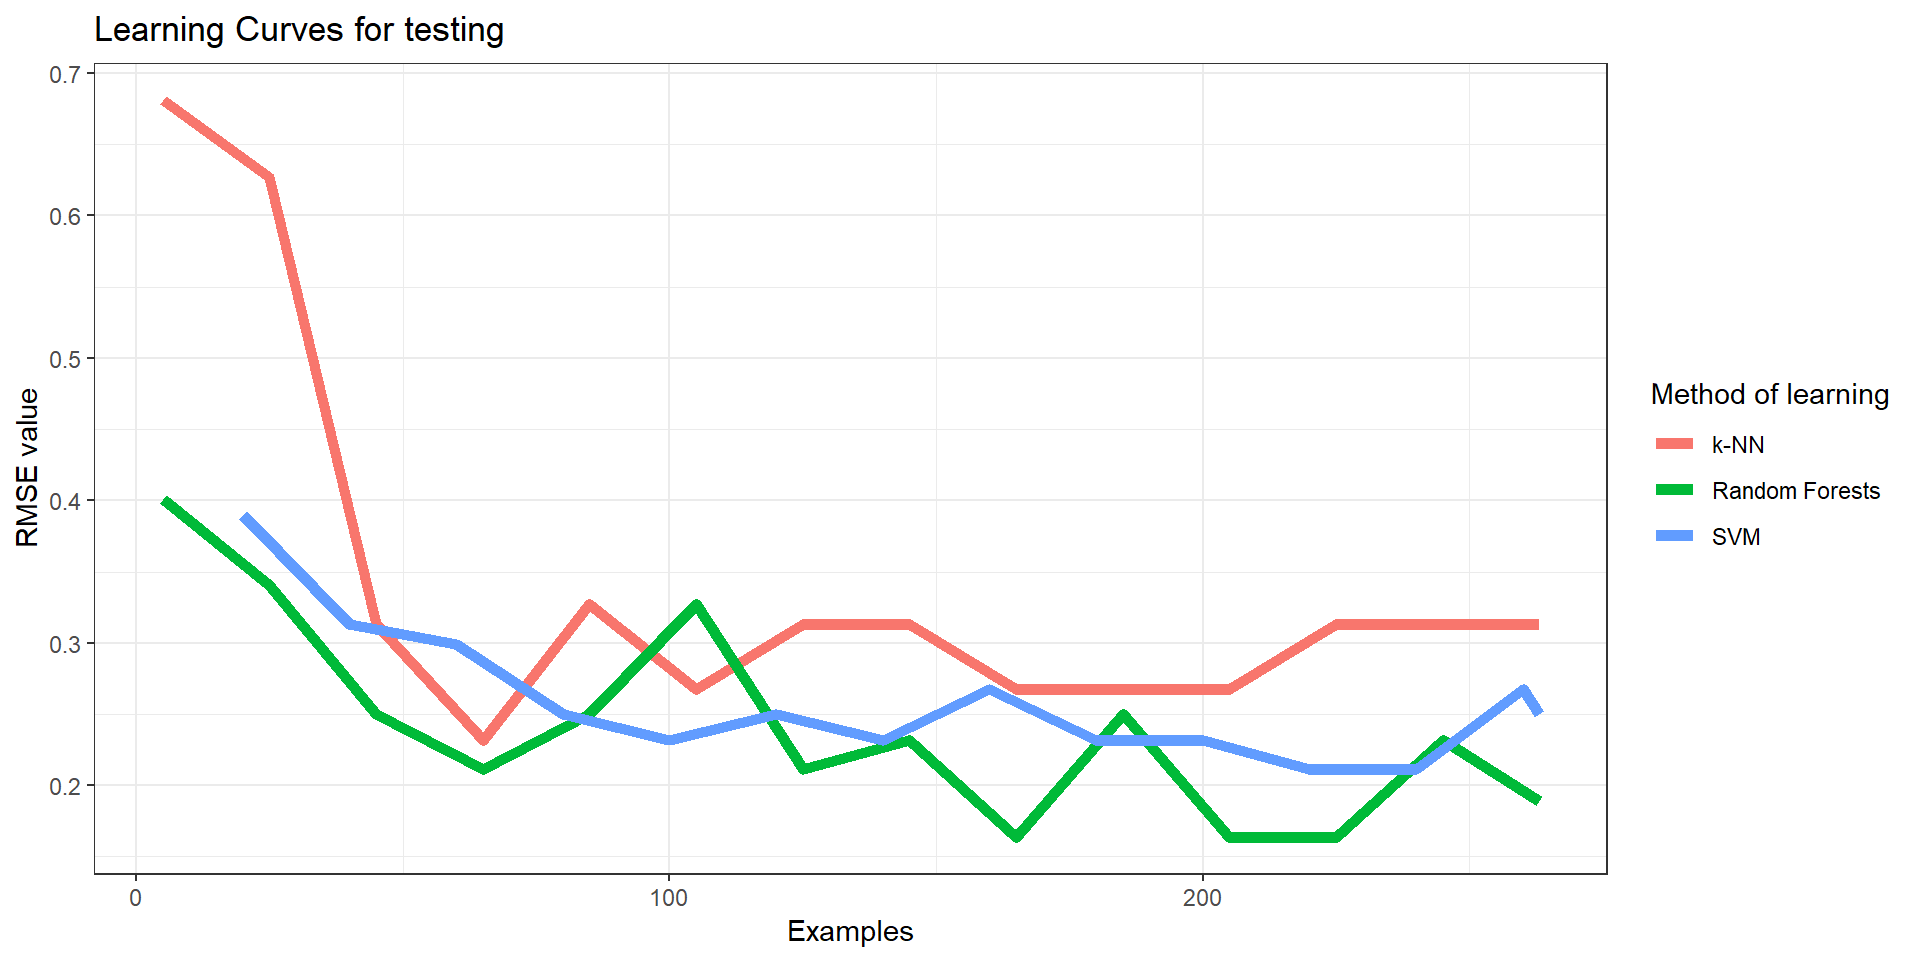 Learning Curves for testing
RMSE value
0.7
0.6
0.5
0.4
0.3
0.2
0
100
200
Examples
Method of learning
k-NN
Random Forests
SVM